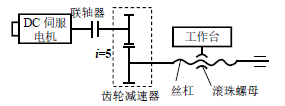 联轴器
DC 伺服
电机
i=5
工作台
齿轮减速器
丝杠
滚珠螺母